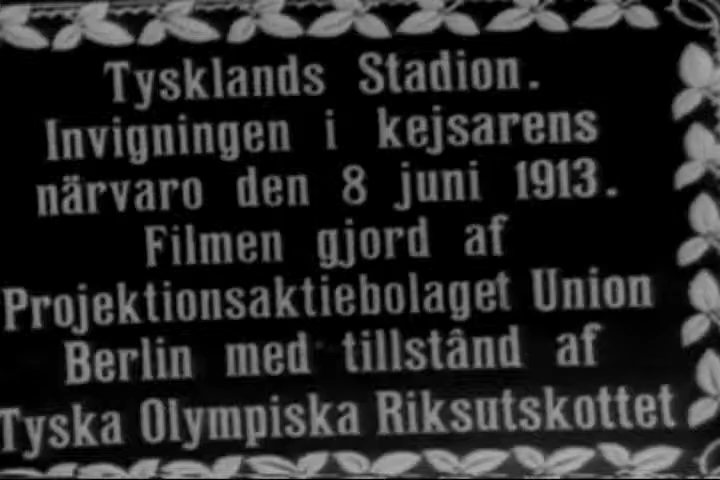 Tysklands Stadion.
Invigningen i kejsarens
närvaro den 8 juni 1913.
Filmen gjord af
Projektionsaktiebolaget Union
Berlin med tillstånd af
Tyska Olympiska Riksutskottet